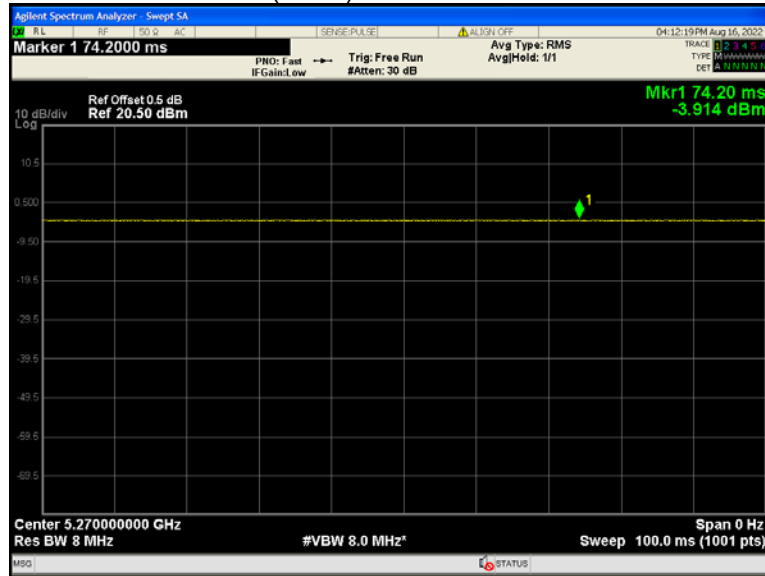 Agilent Spectrum Analyzer - Swept SA
RL RF 50 Ω AC SENSE:PULSE ALIGN OFF 04:12:19 PM Aug 16, 2022
Marker 1 74.2000 ms
PNO: Fast Trig: Free Run Avg Type: RMS TRACE 1 2 3 4 5
IFGain:Low #Atten: 30 dB Avg|Hold: 1/1 TYPE M
DET A N N N N N
Mkr1 74.20 ms
-3.914 dBm
Ref Offset 0.5 dB
10 dB/div Ref 20.50 dBm
Log
10.5
0.500
1
-9.50
-19.5
-29.5
-39.5
-49.5
-59.5
-69.5
Center 5.270000000 GHz Span 0 Hz
Res BW 8 MHz #VBW 8.0 MHz* Sweep 100.0 ms (1001 pts)
MSG STATUS